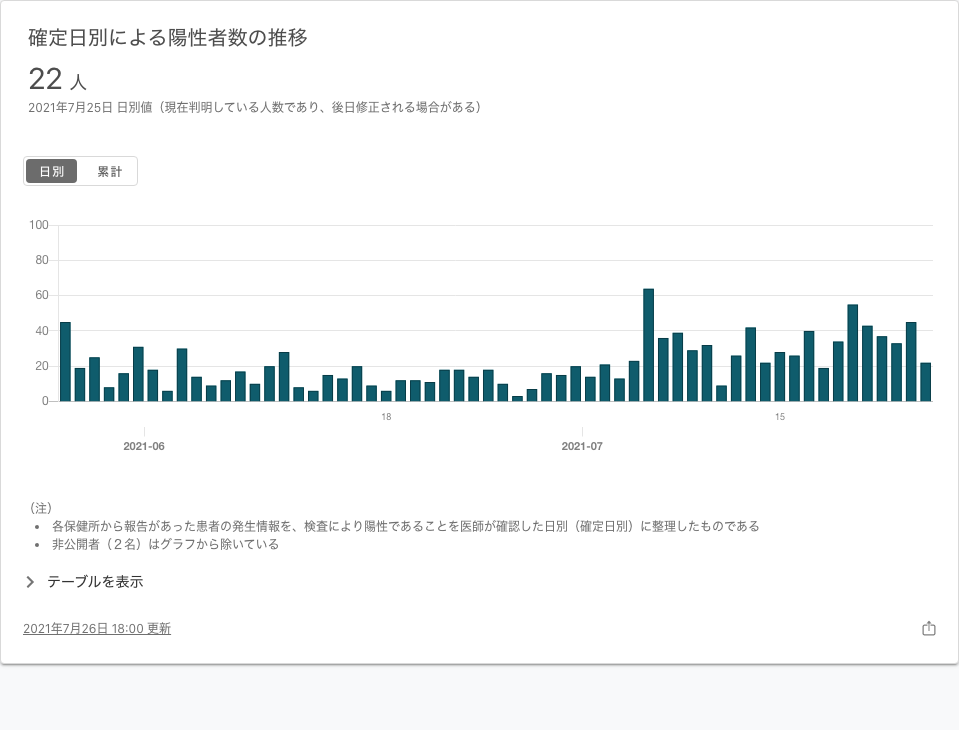 確定日別による陽性者数の推移
22 人
2021年7月25日 日別値（現在判明している人数であり、後日修正される場合がある）
日別 累計
100
80
60
40
20
0
18 15
2021-06 2021-07
（注）
• 各保健所から報告があった患者の発生情報を、検査により陽性であることを医師が確認した日別（確定日別）に整理したものである
• 非公開者（２名）はグラフから除いている
テーブルを表示
2021年7月26日 18:00 更新